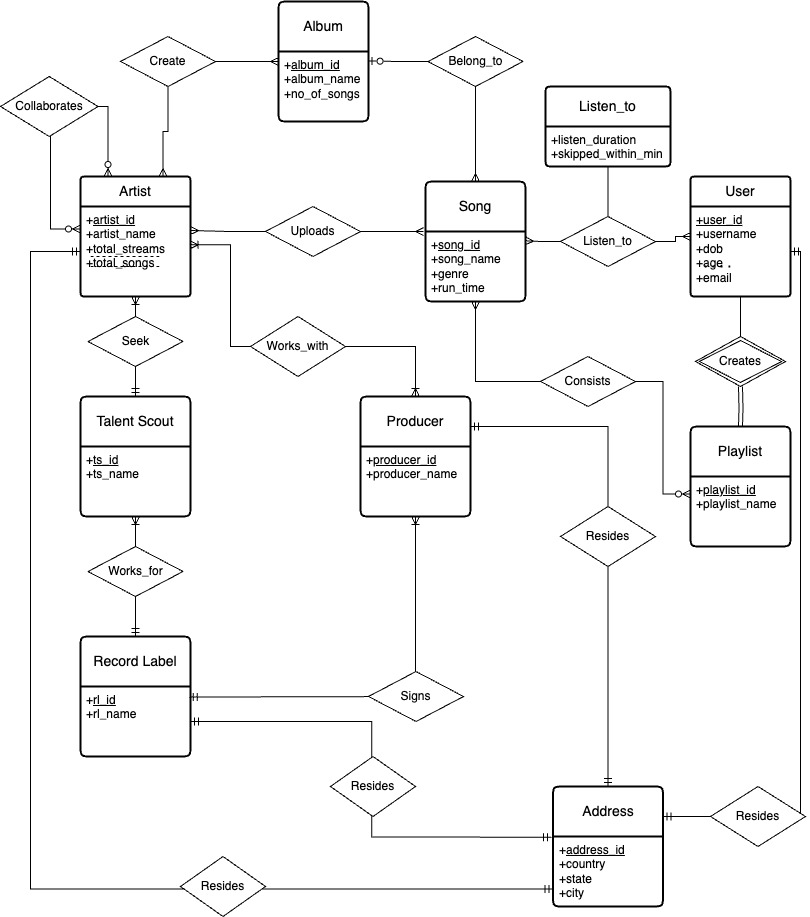 Album
+album_id
+album_name
+no_of_songs
Create
Belong_to
Collaborates
Listen_to
+listen_duration
+skipped_within_min
Artist
+artist_id
+artist_name
+total_streams
+total_songs
Uploads
Song
+song_id
+song_name
+genre
+run_time
Listen_to
User
+user_id
+username
+dob
+age
+email
Seek
Works_with
Consists
Creates
Talent Scout
+ts_id
+ts_name
Producer
+producer_id
+producer_name
Playlist
+playlist_id
+playlist_name
Resides
Works_for
Record Label
+rl_id
+rl_name
Signs
Resides
Address
+address_id
+country
+state
+city
Resides
Resides